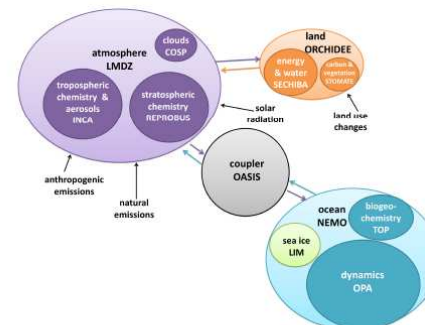 clouds
COSP
atmosphere
LMDZ
tropospheric
chemistry &
aerosols
INCA
stratospheric
chemistry
REPROBUS
land
ORCHIDEE
energy
& water
SECHIBA
carbon &
vegetation
STOMATE
solar
radiation
land use
changes
anthropogenic
emissions
natural
emissions
coupler
OASIS
ocean
NEMO
biogeo-
chemistry
TOP
sea ice
LIM
dynamics
OPA